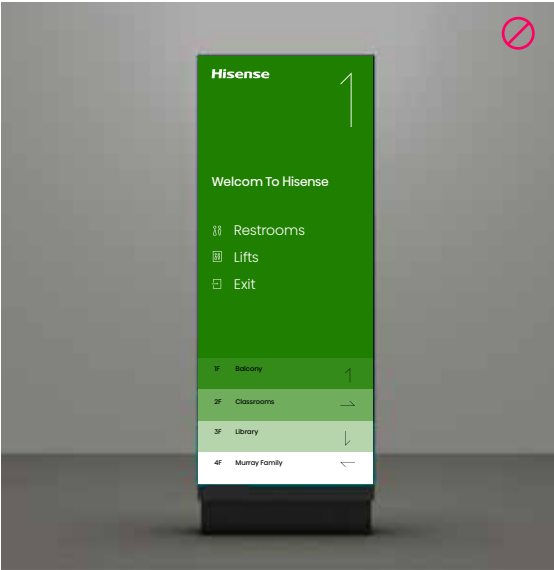 Hisense
1
Welcom To Hisense
Restrooms
Lifts
Exit
1F Balcony
2F Classrooms
3F Library
4F Murray Family